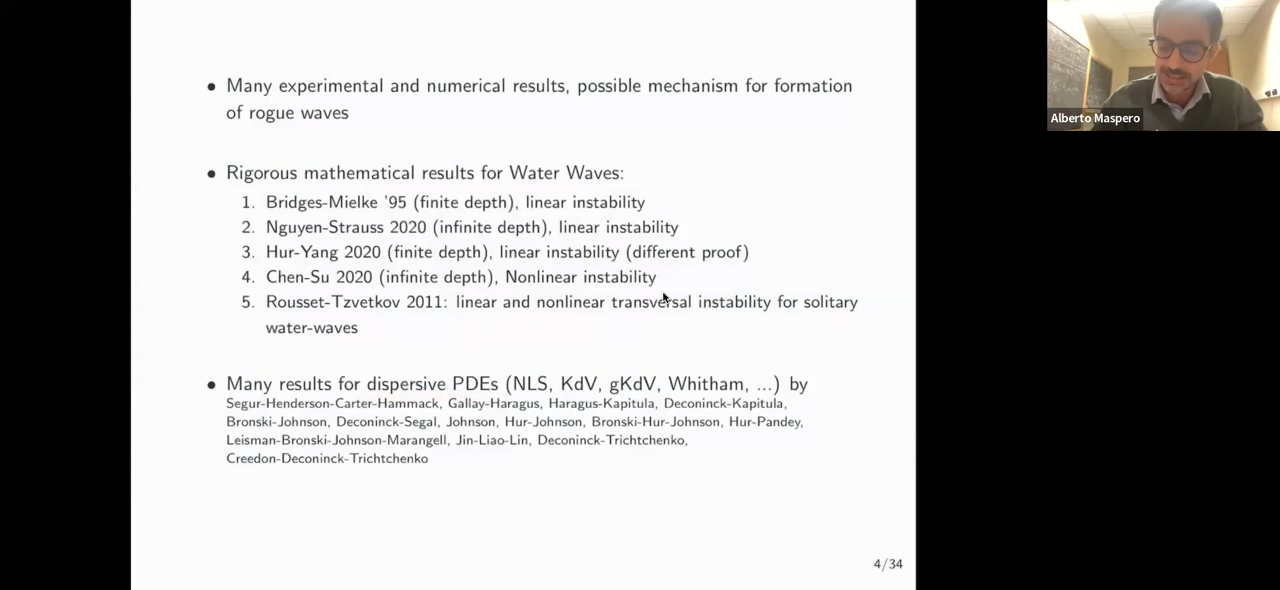 • Many experimental and numerical results, possible mechanism for formation
of rogue waves
• Rigorous mathematical results for Water Waves:
1. Bridges-Mielke '95 (finite depth), linear instability
2. Nguyen-Strauss 2020 (infinite depth), linear instability
3. Hur-Yang 2020 (finite depth), linear instability (different proof)
4. Chen-Su 2020 (infinite depth), Nonlinear instability
5. Rousset-Tzvetkov 2011: linear and nonlinear transversal instability for solitary
water-waves
• Many results for dispersive PDEs (NLS, KdV, gKdV, Whitham, ...) by
Segur-Henderson-Carter-Hammack, Gallay-Haragus, Haragus-Kapitula, Deconinck-Kapitula,
Bronski-Johnson, Deconinck-Segal, Johnson, Hur-Johnson, Bronski-Hur-Johnson, Hur-Pandey,
Leisman-Bronski-Johnson-Marangell, Jin-Liao-Lin, Deconinck-Trichtchenko,
Creedon-Deconinck-Trichtchenko
4/34
Alberto Maspero